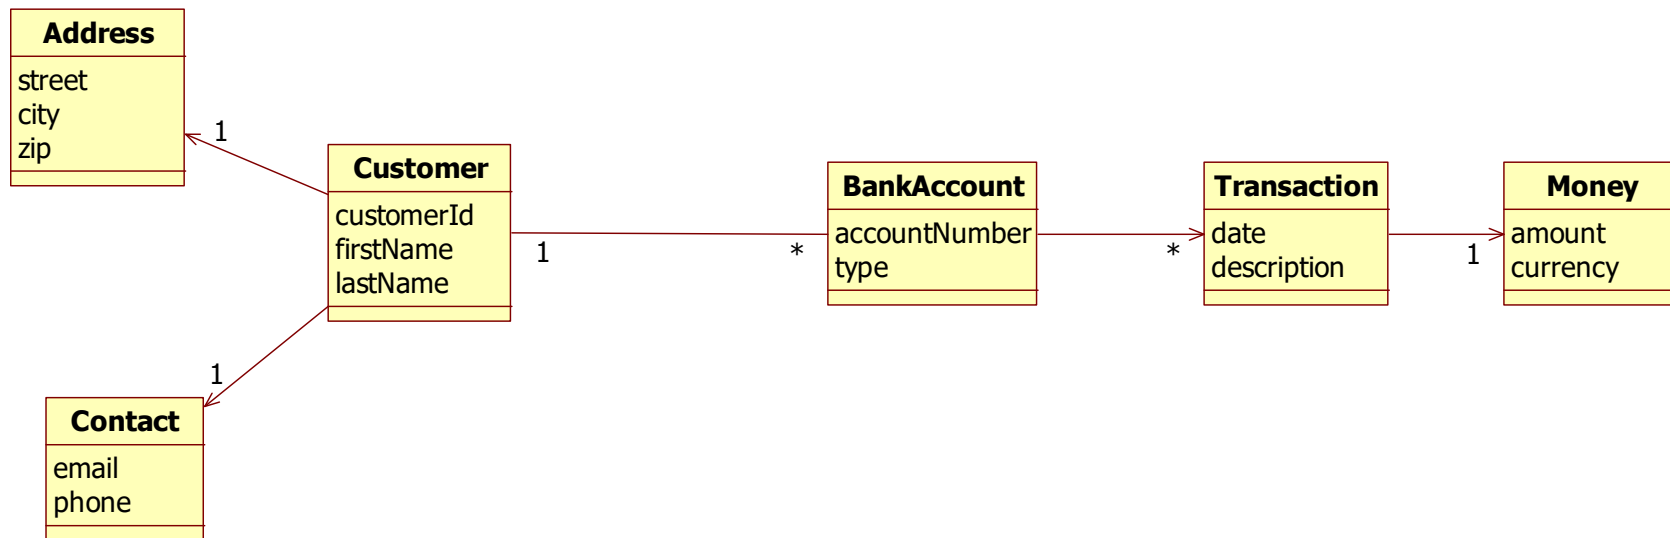 Address
street
city
zip
1
Customer
customerId
firstName
lastName
1
*
BankAccount
accountNumber
type
*
Transaction
date
description
1
Money
amount
currency
1
Contact
email
phone